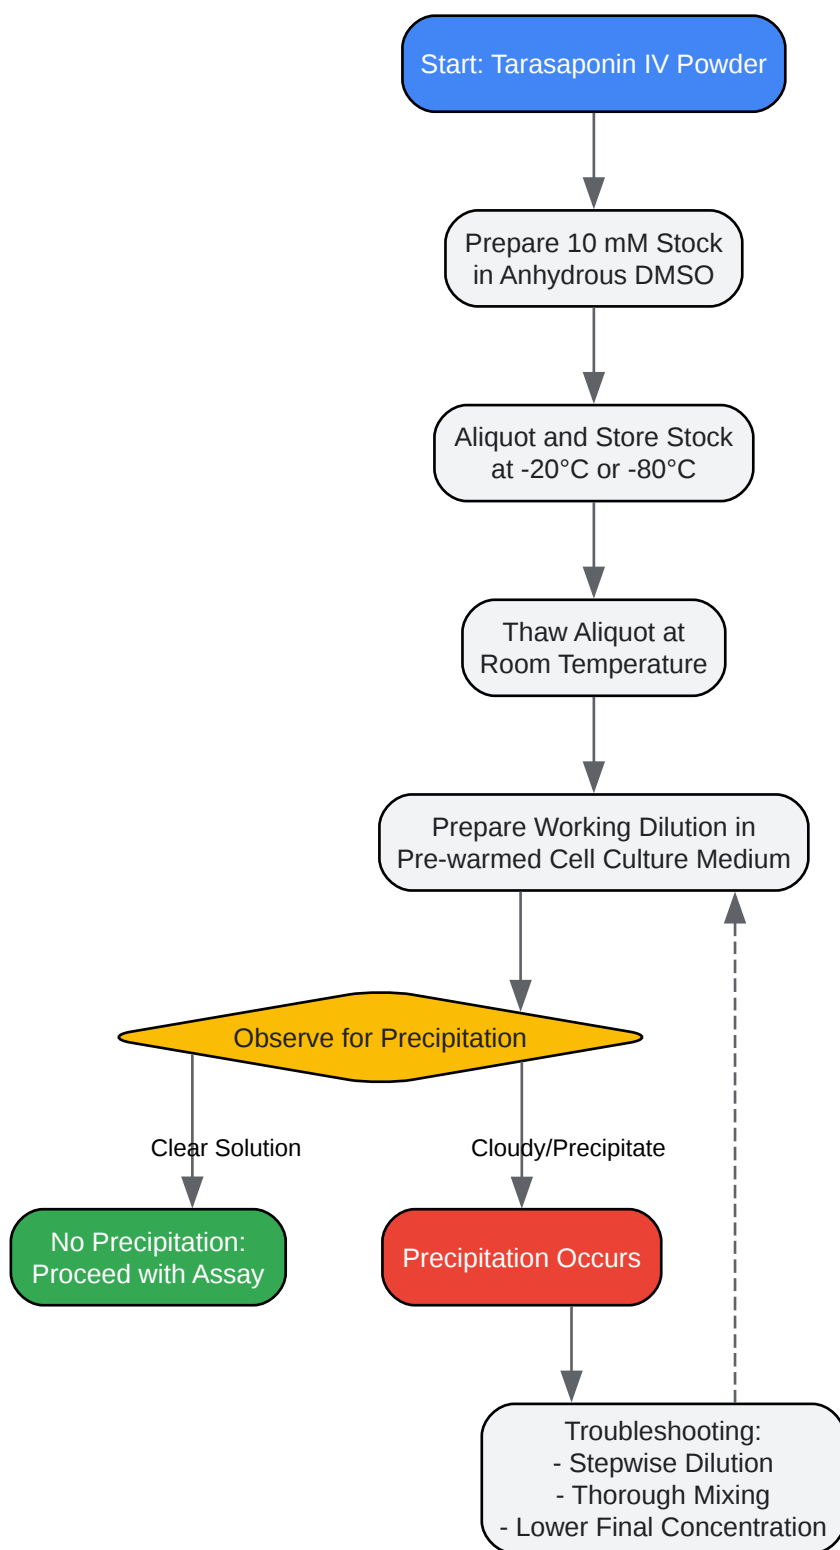 Start: Tarasaponin IV Powder
Prepare 10 mM Stock
in Anhydrous DMSO
Aliquot and Store Stock
at -20°C or -80°C
Thaw Aliquot at
Room Temperature
Prepare Working Dilution in
Pre-warmed Cell Culture Medium
Observe for Precipitation
Clear Solution
Cloudy/Precipitate
No Precipitation:
Proceed with Assay
Precipitation Occurs
Troubleshooting:
- Stepwise Dilution
- Thorough Mixing
- Lower Final Concentration